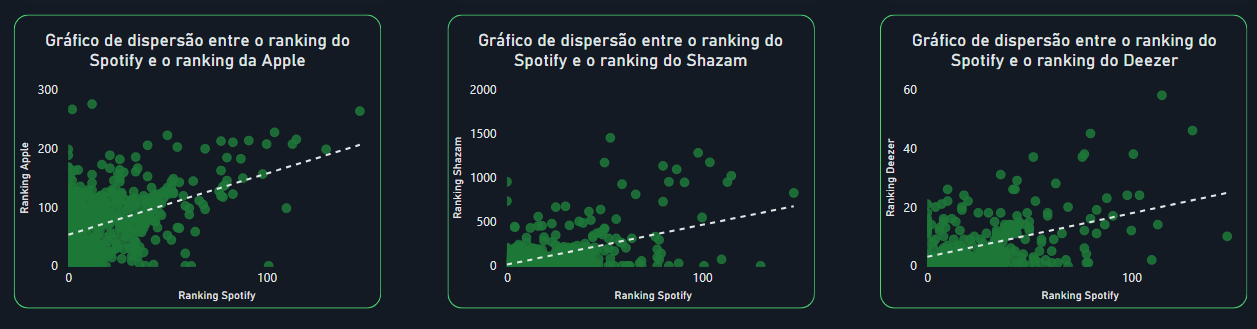 Gráfico de dispersão entre o ranking do
Spotify e o ranking da Apple
300
200
100
0
Ranking Apple
0
100
Ranking Spotify
Gráfico de dispersão entre o ranking do
Spotify e o ranking do Shazam
2000
1500
1000
500
0
Ranking Shazam
0
100
Ranking Spotify
Gráfico de dispersão entre o ranking do
Spotify e o ranking do Deezer
60
40
20
0
Ranking Deezer
0
100
Ranking Spotify